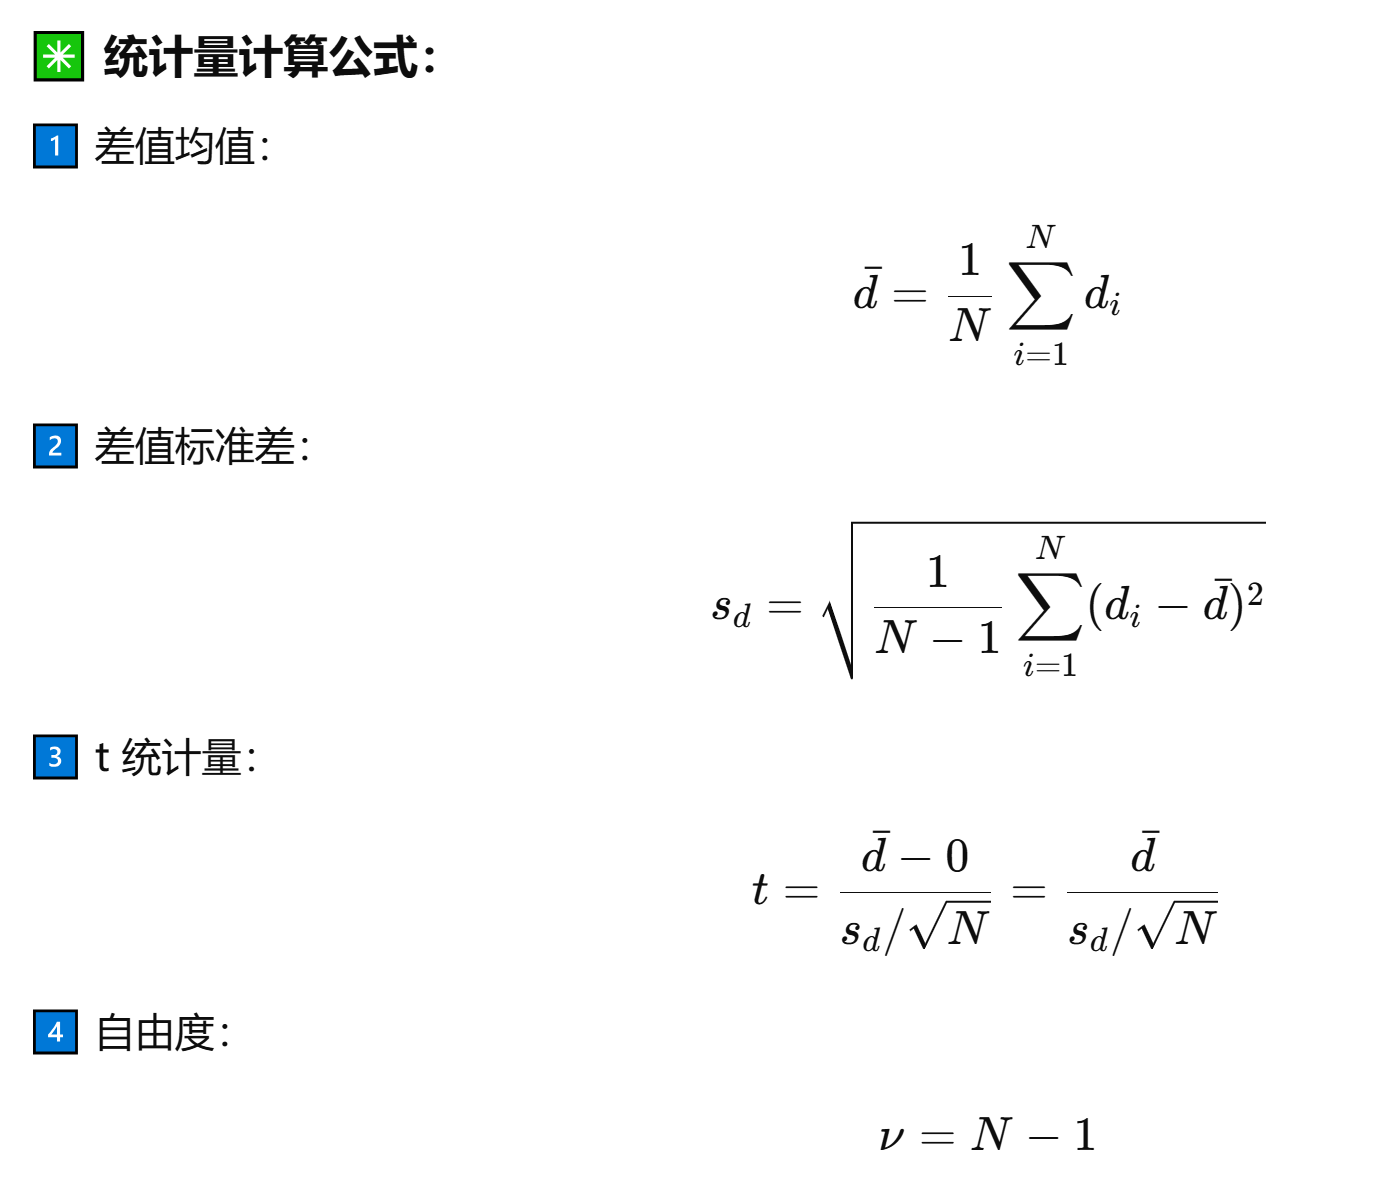 ✳ 统计量计算公式：
1 差值均值：
$$\bar{d} = \frac{1}{N} \sum_{i=1}^{N} d_i$$
2 差值标准差：
$$s_d = \sqrt{\frac{1}{N-1} \sum_{i=1}^{N} (d_i - \bar{d})^2}$$
3 t 统计量：
$$t = \frac{\bar{d} - 0}{s_d/\sqrt{N}} = \frac{\bar{d}}{s_d/\sqrt{N}}$$
4 自由度：
$$\nu = N - 1$$